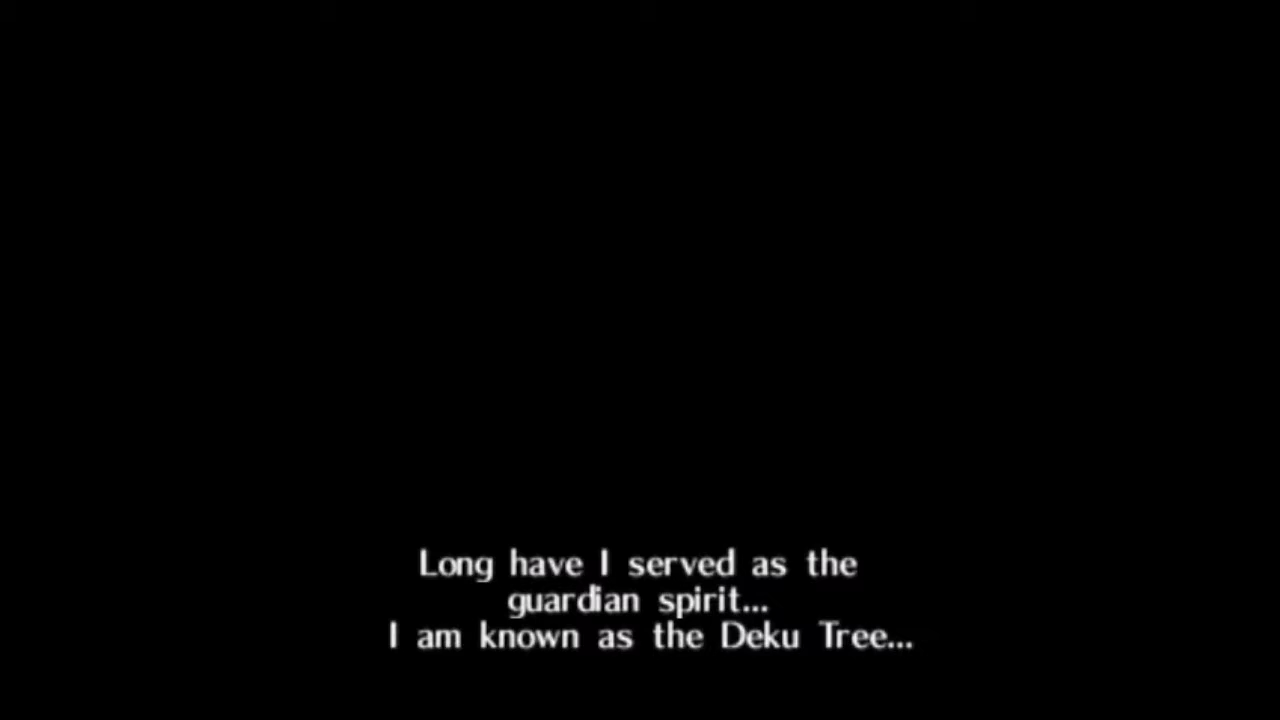 Long have I served as the
guardian spirit...
I am known as the Deku Tree...